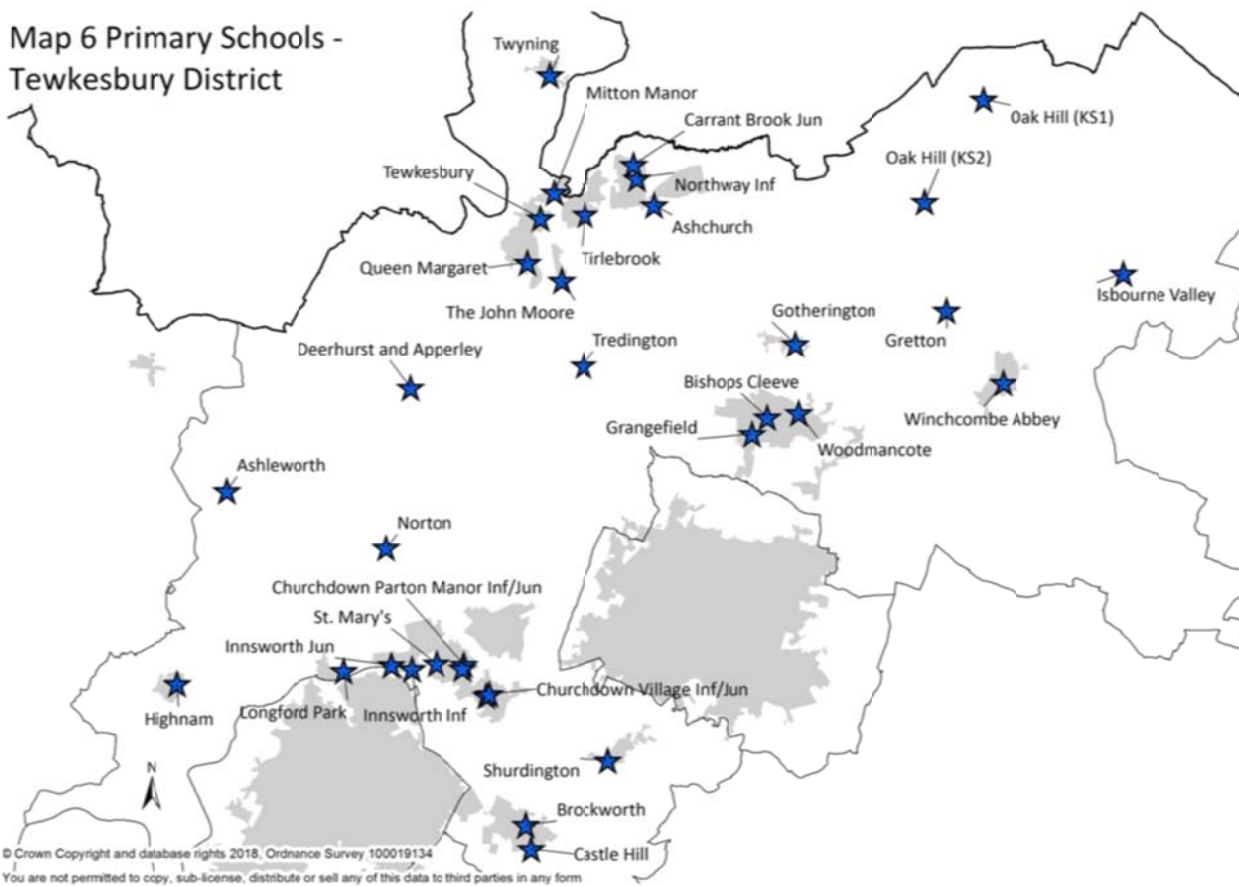 Map 6 Primary Schools -
Tewkesbury District
Twyning
Mitton Manor
Oak Hill (KS1)
Carrant Brook Jun
Oak Hill (KS2)
Tewkesbury
Northway Inf
Ashchurch
Tirlebrook
Queen Margaret
Isbourne Valley
The John Moore
Gotherington
Gretton
Deerhurst and Apperley
Tredington
Bishops Cleeve
Winchcombe Abbey
Grangefield
Woodmancote
Ashleworth
Norton
Churchdown Parton Manor Inf/Jun
St. Mary's
Innsworth Jun
Churchdown Village Inf/Jun
Highnam
Longford Park
Innsworth Inf
N
Shurdington
Brockworth
Castle Hill
© Crown Copyright and database rights 2018, Ordnance Survey 100019134
You are not permitted to copy, sub-license, distribute or sell any of this data to third parties in any form